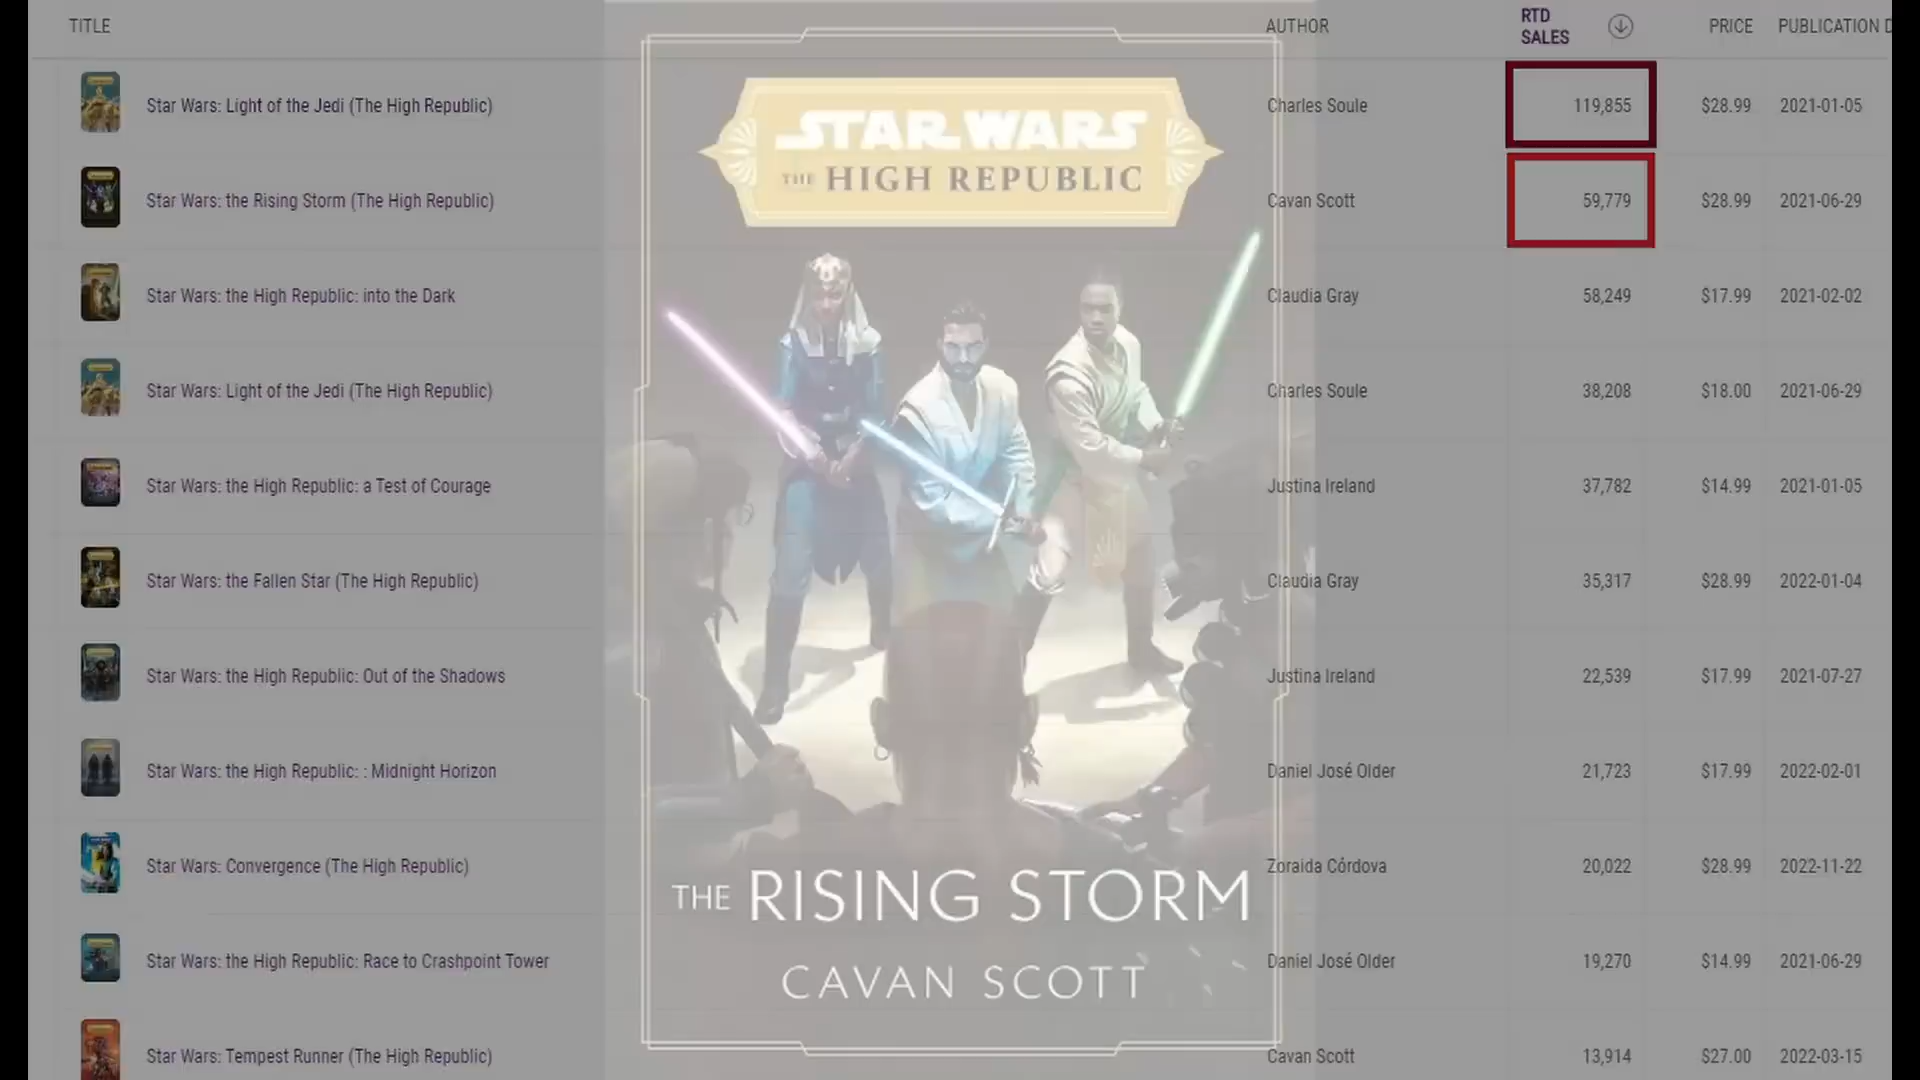 TITLE AUTHOR RTD SALES PRICE PUBLICATION D
Star Wars: Light of the Jedi (The High Republic) Charles Soule 119,855 $28.99 2021-01-05
Star Wars: the Rising Storm (The High Republic) Cavan Scott 59,779 $28.99 2021-06-29
Star Wars: the High Republic: into the Dark Claudia Gray 58,249 $17.99 2021-02-02
Star Wars: Light of the Jedi (The High Republic) Charles Soule 38,208 $18.00 2021-06-29
Star Wars: the High Republic: a Test of Courage Justina Ireland 37,782 $14.99 2021-01-05
Star Wars: the Fallen Star (The High Republic) Claudia Gray 35,317 $28.99 2022-01-04
Star Wars: the High Republic: Out of the Shadows Justina Ireland 22,539 $17.99 2021-07-27
Star Wars: the High Republic: : Midnight Horizon Daniel José Older 21,723 $17.99 2022-02-01
Star Wars: Convergence (The High Republic) Zoraida Córdova 20,022 $28.99 2022-11-22
Star Wars: the High Republic: Race to Crashpoint Tower Daniel José Older 19,270 $14.99 2021-06-29
Star Wars: Tempest Runner (The High Republic) Cavan Scott 13,914 $27.00 2022-03-15
STAR WARS
THE HIGH REPUBLIC
THE RISING STORM
CAVAN SCOTT